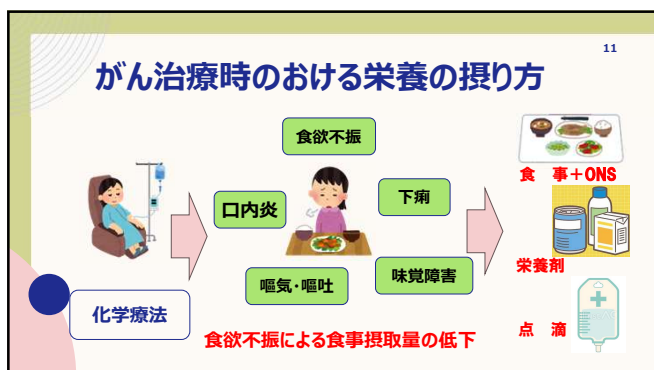 11
がん治療時のおける栄養の摂り方
食欲不振
口内炎
下痢
嘔気・嘔吐
味覚障害
化学療法
食欲不振による食事摂取量の低下
食　事＋ONS
栄養剤
点　滴